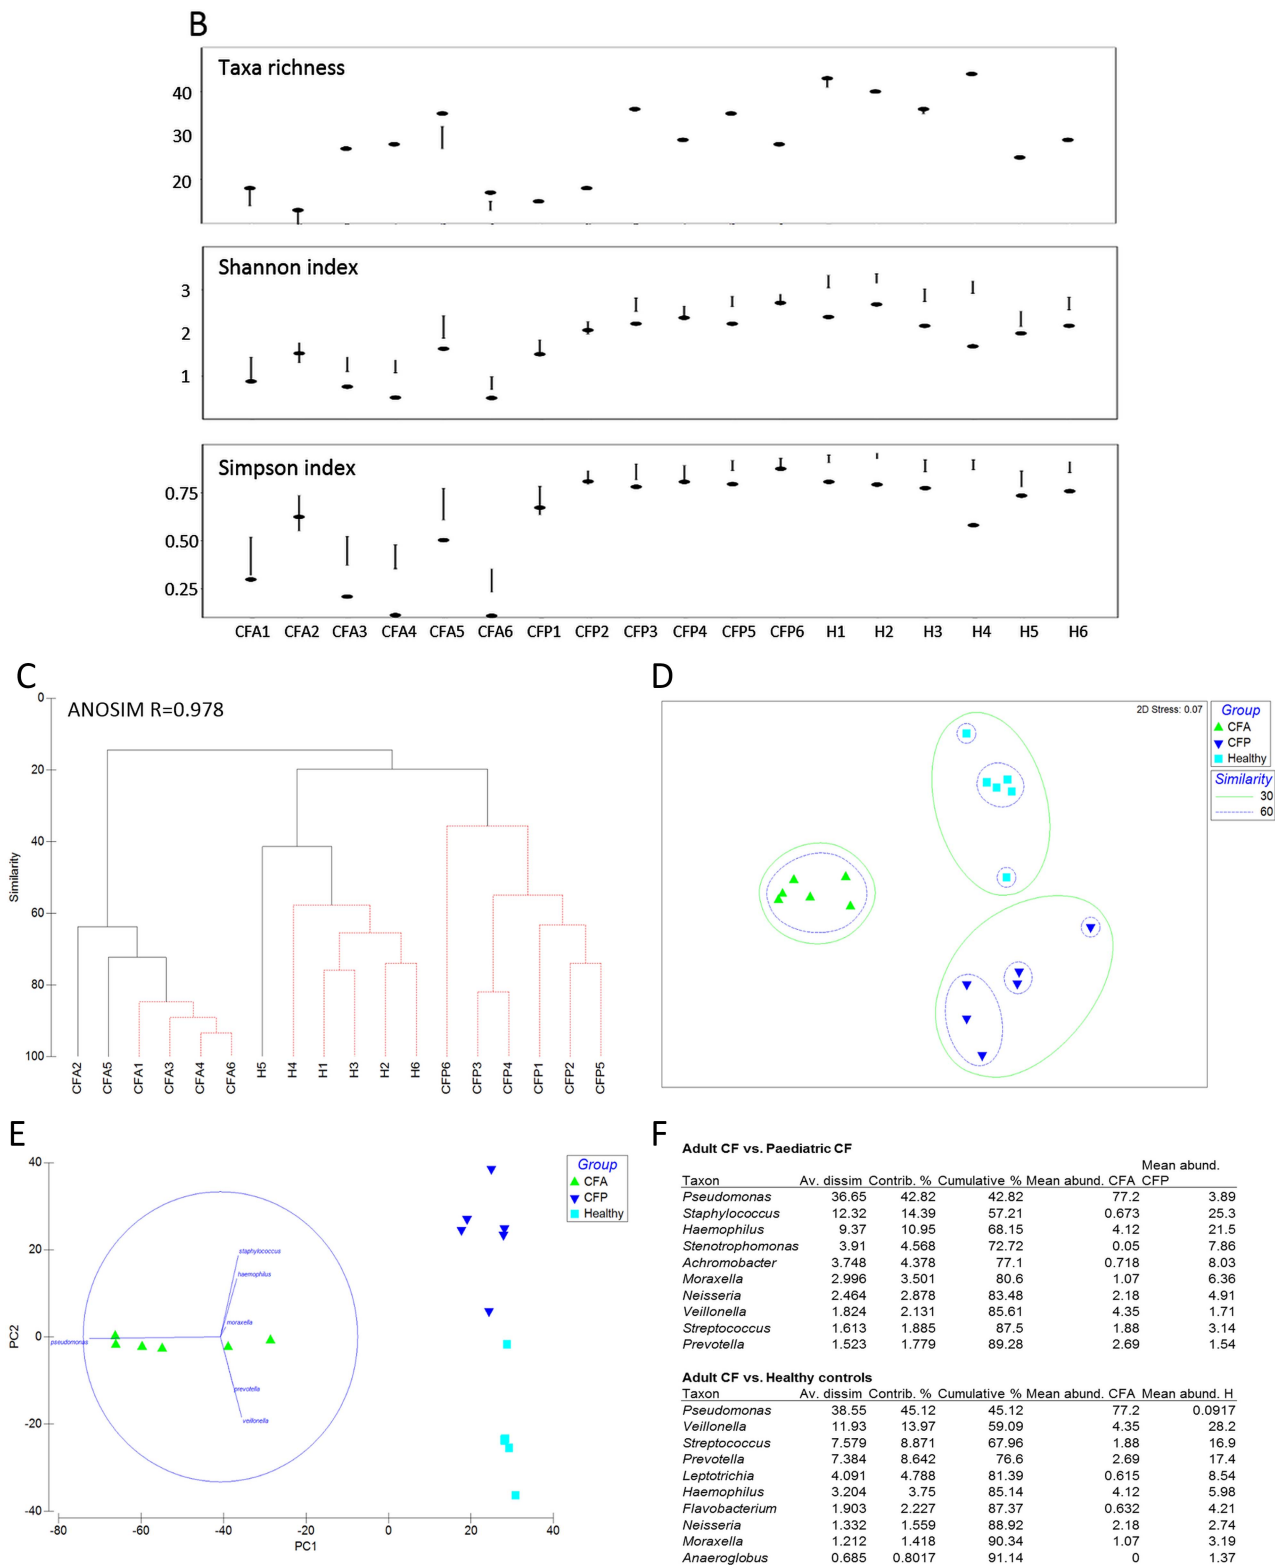 B
Taxa richness
40
30
20
Shannon index
3
2
1
Simpson index
0.75
0.50
0.25
CFA1 CFA2 CFA3 CFA4 CFA5 CFA6 CFP1 CFP2 CFP3 CFP4 CFP5 CFP6 H1 H2 H3 H4 H5 H6
C
ANOSIM R=0.978
0
20
40
60
80
100
Similarity
CFA2 CFA5 CFA1 CFA3 CFA4 CFA6 H5 H4 H1 H3 H2 H6 CFP6 CFP3 CFP4 CFP1 CFP2 CFP5
D
2D Stress: 0.07
Group
CFA
CFP
Healthy
Similarity
30
60
E
40
20
0
-20
-40
PC2
staphylococcus
haemophilus
moraxella
pseudomonas
prevotella
veillonella
-80 -60 -40 -20 0 20 40
PC1
Group
CFA
CFP
Healthy
F
Adult CF vs. Paediatric CF
Mean abund.
Taxon Av. dissim Contrib. % Cumulative % Mean abund. CFA CFP
Pseudomonas 36.65 42.82 42.82 77.2 3.89
Staphylococcus 12.32 14.39 57.21 0.673 25.3
Haemophilus 9.37 10.95 68.15 4.12 21.5
Stenotrophomonas 3.91 4.568 72.72 0.05 7.86
Achromobacter 3.748 4.378 77.1 0.718 8.03
Moraxella 2.996 3.501 80.6 1.07 6.36
Neisseria 2.464 2.878 83.48 2.18 4.91
Veillonella 1.824 2.131 85.61 4.35 1.71
Streptococcus 1.613 1.885 87.5 1.88 3.14
Prevotella 1.523 1.779 89.28 2.69 1.54
Adult CF vs. Healthy controls
Taxon Av. dissim Contrib. % Cumulative % Mean abund. CFA Mean abund. H
Pseudomonas 38.55 45.12 45.12 77.2 0.0917
Veillonella 11.93 13.97 59.09 4.35 28.2
Streptococcus 7.579 8.871 67.96 1.88 16.9
Prevotella 7.384 8.642 76.6 2.69 17.4
Leptotrichia 4.091 4.788 81.39 0.615 8.54
Haemophilus 3.204 3.75 85.14 4.12 5.98
Flavobacterium 1.903 2.227 87.37 0.632 4.21
Neisseria 1.332 1.559 88.92 2.18 2.74
Moraxella 1.212 1.418 90.34 1.07 3.19
Anaeroglobus 0.685 0.8017 91.14 0 1.37